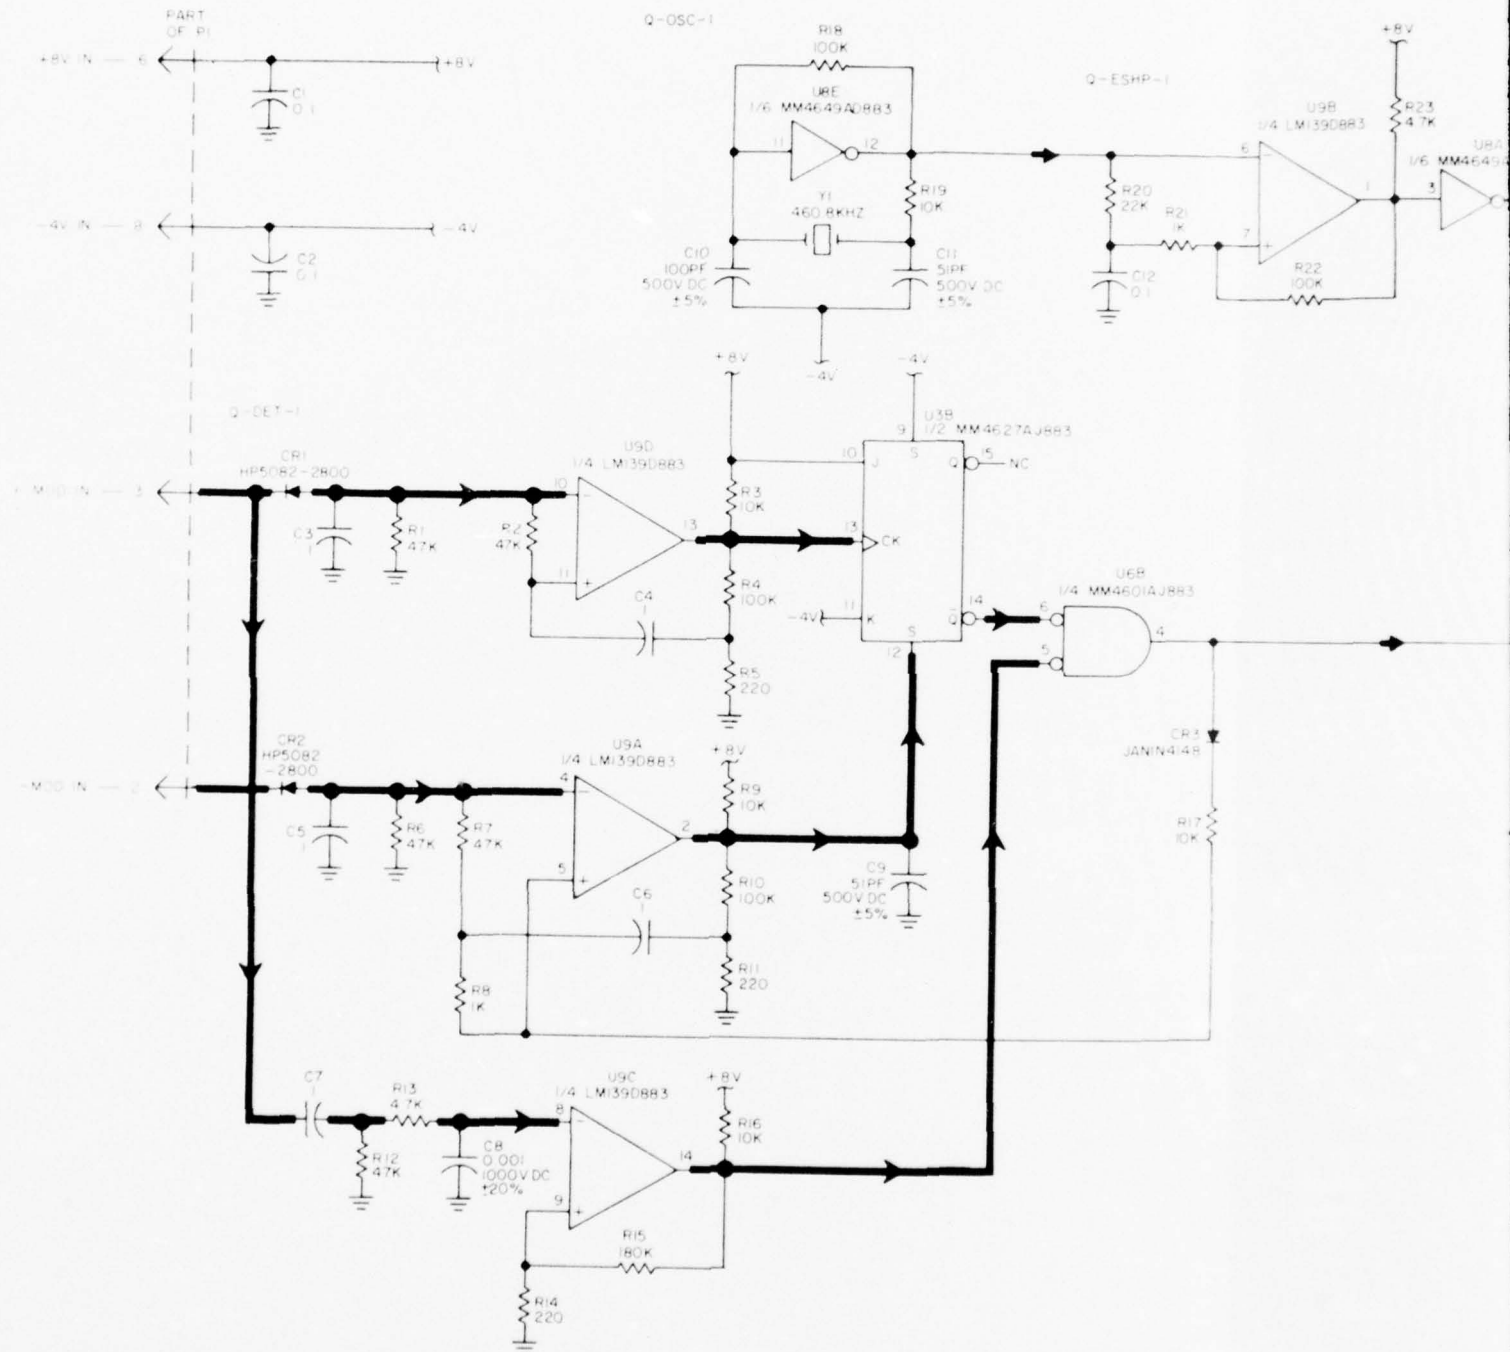 PART
OF P1
+8V IN — 6
+8V
C1
0.1
-4V IN — 8
-4V
C2
0.1
Q-OSC-1
R18
100K
U8E
1/6 MM4649AD883
11
12
Y1
460.8KHZ
R19
10K
C10
100PF
500V DC
±5%
C11
51PF
500V DC
±5%
-4V
Q-ESHP-1
+8V
R23
4.7K
U9B
1/4 LM139D883
6
-
7
+
1
R20
22K
R21
1K
C12
0.1
R22
100K
U8A
1/6 MM4649A
3
Q-DET-1
CR1
HP5082-2800
MOD IN — 3
C3
1
R1
47K
R2
47K
U9D
1/4 LM139D883
10
-
11
+
13
+8V
R3
10K
R4
100K
C4
1
R5
220
-4V
U3B
1/2 MM4627AJ883
9
S
10
J
Q
15
NC
13
CK
-4V
11
K
Q
14
S
12
U6B
1/4 MM4601AJ883
6
5
4
CR3
JAN1N4148
R17
10K
CR2
HP5082
-2800
-MOD IN — 2
C5
1
R6
47K
R7
47K
U9A
1/4 LM139D883
4
-
5
+
2
+8V
R9
10K
R10
100K
C6
1
R11
220
R8
1K
C9
51PF
500V DC
±5%
C7
1
R13
4.7K
R12
47K
C8
0.001
1000V DC
±20%
U9C
1/4 LM139D883
8
-
9
+
14
+8V
R16
10K
R15
180K
R14
220